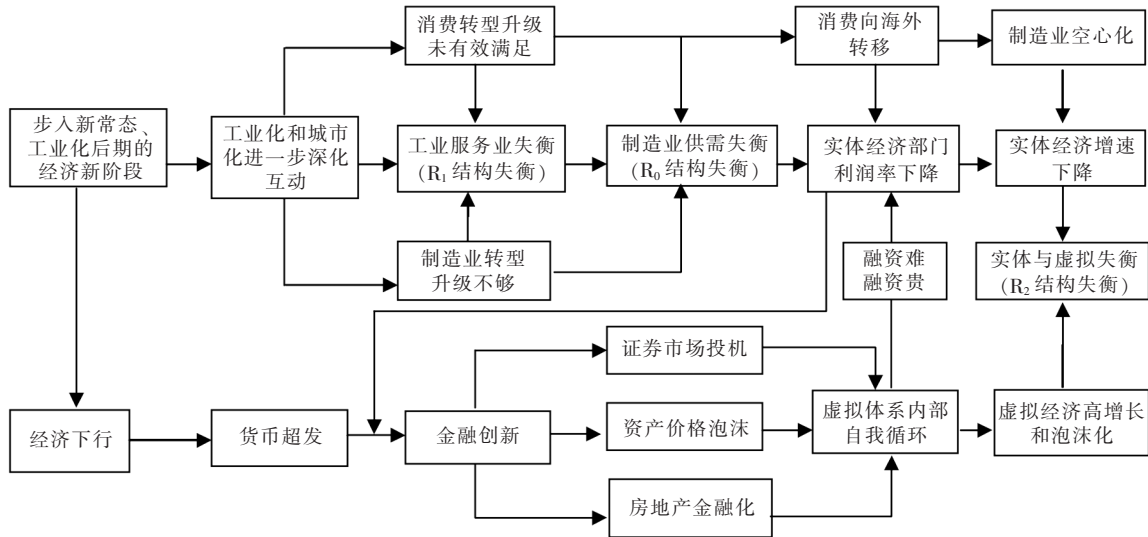 消费转型升级
未有效满足
消费向海外
转移
制造业空心化
步入新常态、
工业化后期的
经济新阶段
工业化和城市
化进一步深化
互动
工业服务业失衡
(R₁ 结构失衡)
制造业供需失衡
(R₀ 结构失衡)
实体经济部门
利润率下降
实体经济增速
下降
制造业转型
升级不够
融资难
融资贵
实体与虚拟失衡
(R₂ 结构失衡)
证券市场投机
经济下行
货币超发
金融创新
资产价格泡沫
虚拟体系内部
自我循环
虚拟经济高增长
和泡沫化
房地产金融化